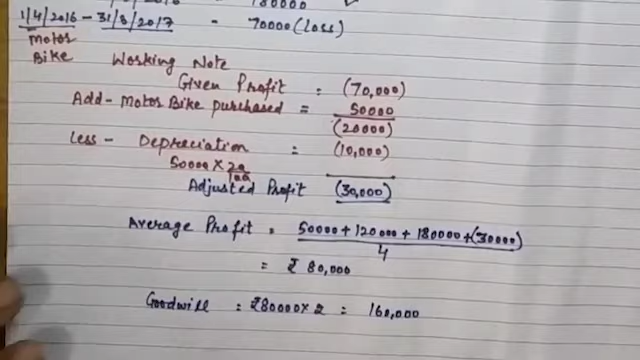 180000
1/4/2016 - 31/3/2017 - 70000 (Loss)
Motor
Bike Working Note
Given Profit : (70,000)
Add - Motor Bike purchased = 50000
(20000)
Less - Depreciation : (10,000)
50000 × 20/100
Adjusted Profit (30,000)
Average Profit = 50000 + 120000 + 180000 + (30000)
4
= ₹ 80,000
Goodwill : ₹80000 × 2 = 160,000